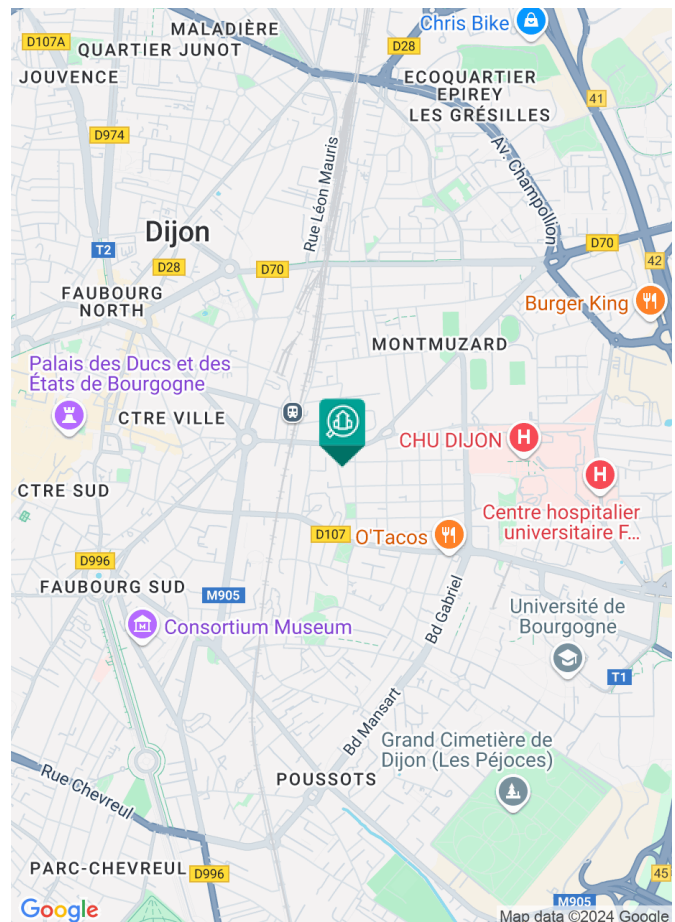 MALADIÈRE
Chris Bike
D107A
QUARTIER JUNOT
D28
JOUVENCE
ECOQUARTIER
EPIREY
LES GRÉSILLES
41
D974
Rue Léon Mauris
Av. Champollion
Dijon
T2
D28
D70
D70
42
FAUBOURG
NORTH
Burger King
MONTMUZARD
Palais des Ducs et des
États de Bourgogne
CTRE VILLE
CHU DIJON
H
H
CTRE SUD
Centre hospitalier
universitaire F...
D107
O'Tacos
D996
FAUBOURG SUD
M905
Bd Gabriel
Université de
Bourgogne
Consortium Museum
M
T1
Bd Mansart
Grand Cimetière de
Dijon (Les Péjoces)
POUSSOTS
Rue Chevreul
PARC-CHEVREUL
D996
45
M905
Google
Map data ©2024 Google